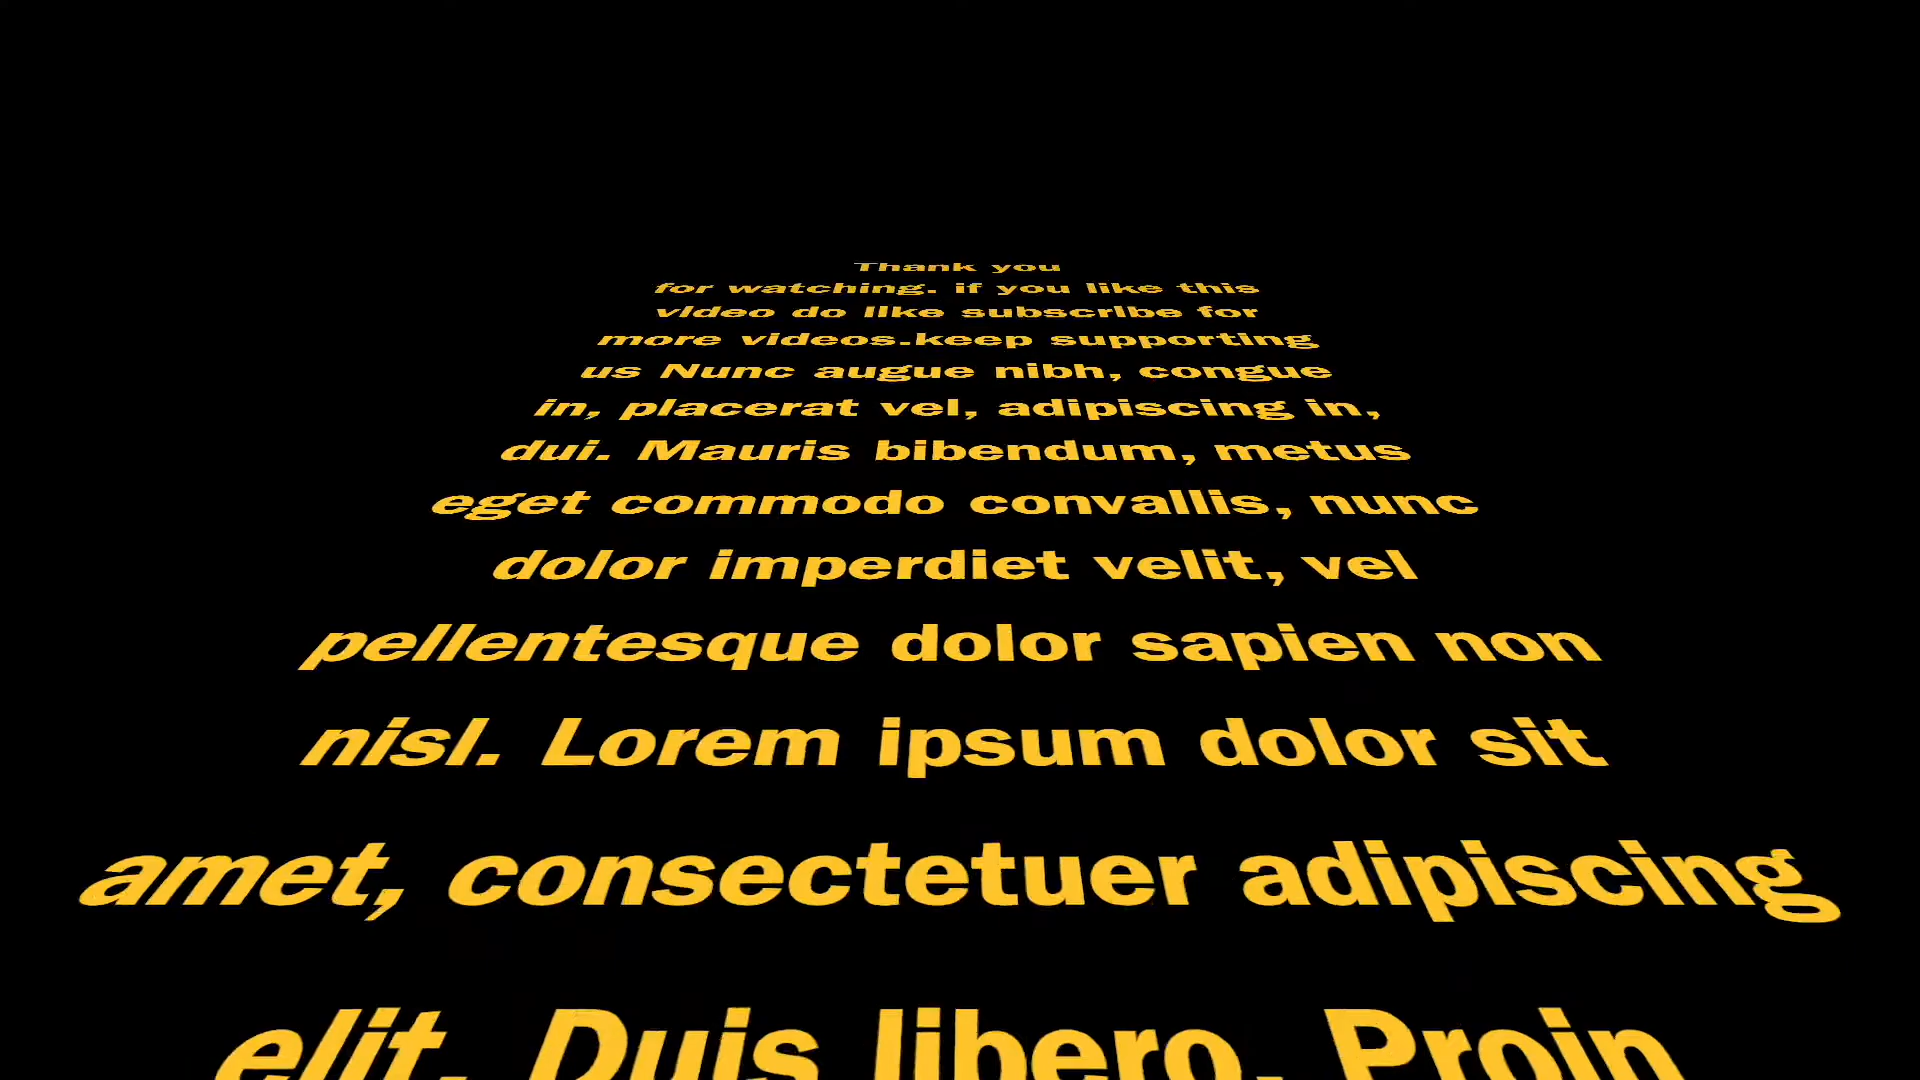 Thank you
for watching. if you like this
video do like subscribe for
more videos.keep supporting
us Nunc augue nibh, congue
in, placerat vel, adipiscing in,
dui. Mauris bibendum, metus
eget commodo convallis, nunc
dolor imperdiet velit, vel
pellentesque dolor sapien non
nisl. Lorem ipsum dolor sit
amet, consectetuer adipiscing
elit. Duis libero. Proin